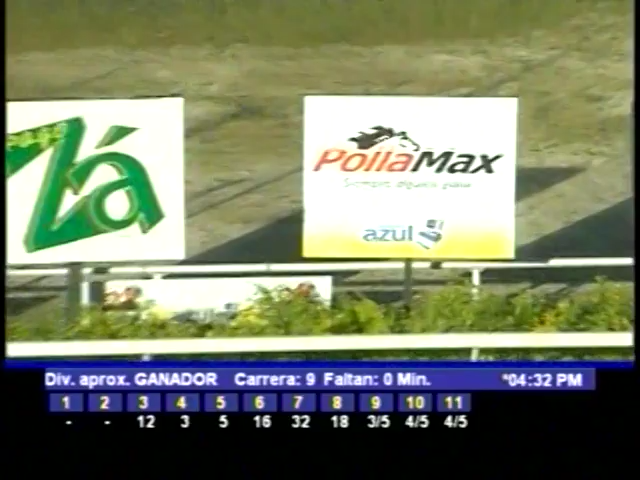 Zá
PollaMax
azul
Div. aprox. GANADOR Carrera: 9 Faltan: 0 Min. *04:32 PM
1 2 3 4 5 6 7 8 9 10 11
- - 12 3 5 16 32 18 3/5 4/5 4/5